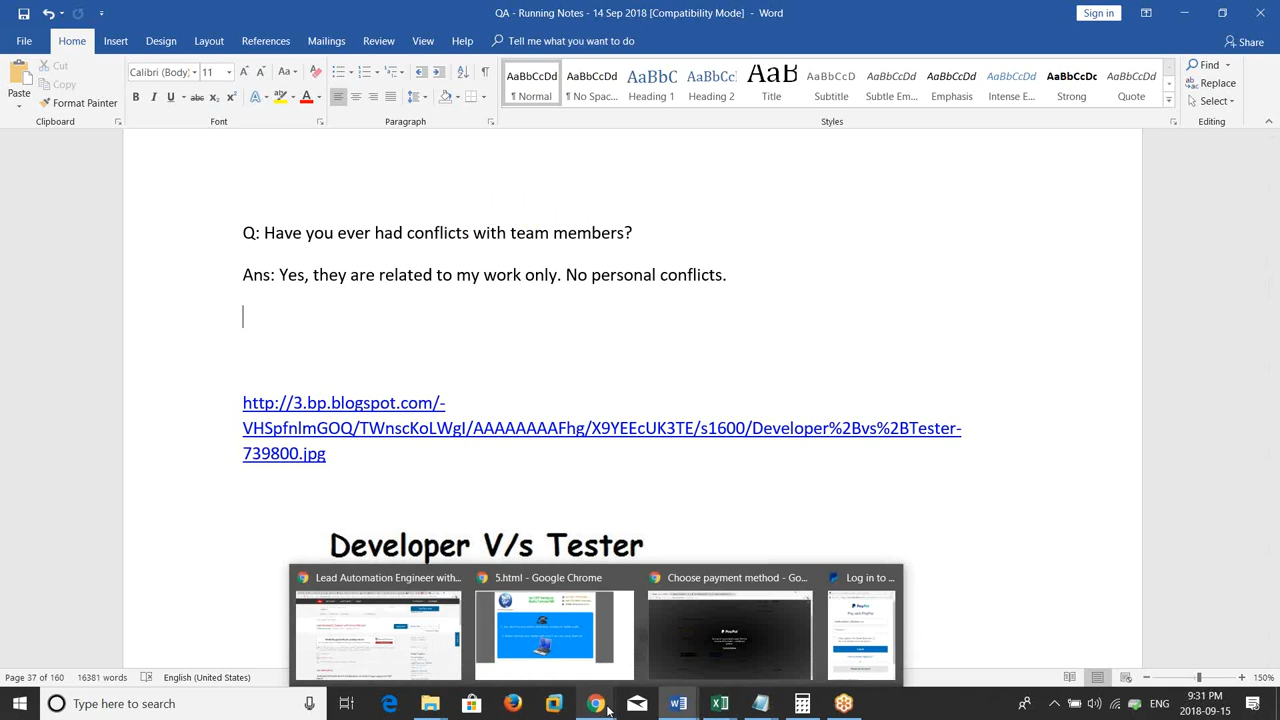 QA - Running Notes - 14 Sep 2018 (Compatibility Mode) - Word
Sign in
File Home Insert Design Layout References Mailings Review View Help Tell me what you want to do
Share
Paste
Cut
Copy
Format Painter
Clipboard
Calibri (Body) 11
Font
Paragraph
AaBbCcDd AaBbCcDd AaBbC AaBbCc AaB AaBbCcD AaBbCcDd AaBbCcDd AaBbCcDd AaBbCcDc AaBbCcDd
¶ Normal ¶ No Spac... Heading 1 Heading 2 Title Subtitle Subtle Em... Emphasis Intense E... Strong Quote
Styles
Find
Replace
Select
Editing
Q: Have you ever had conflicts with team members?
Ans: Yes, they are related to my work only. No personal conflicts.
http://3.bp.blogspot.com/-
VHSpfnlmGOQ/TWnscKoLWgI/AAAAAAAAFhg/X9YEEcUK3TE/s1600/Developer%2Bvs%2BTester-
739800.jpg
Developer V/s Tester
Lead Automation Engineer with...
5.html - Google Chrome
Choose payment method - Go...
Log in to ...
PayPal
Page 37 of 160 16381 words English (United States)
150%
Type here to search
9:31 PM
2018-09-15